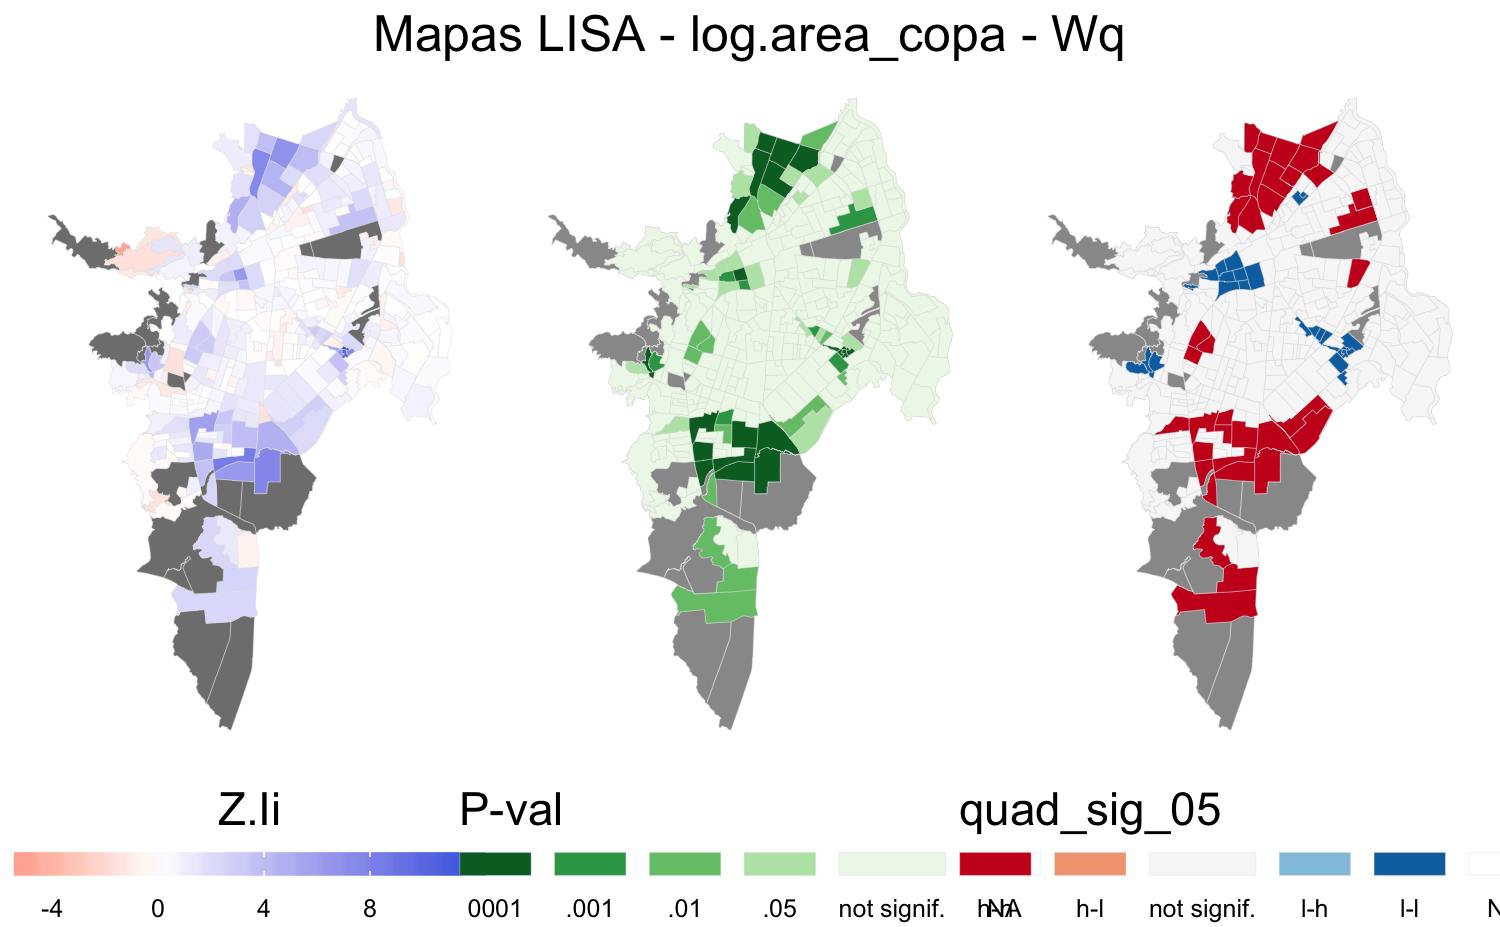 Mapas LISA - log.area_copa - Wq
Z.Ii P-val quad_sig_05
-4 0 4 8 0001 .001 .01 .05 not signif. h-h NA h-l not signif. l-h l-l N